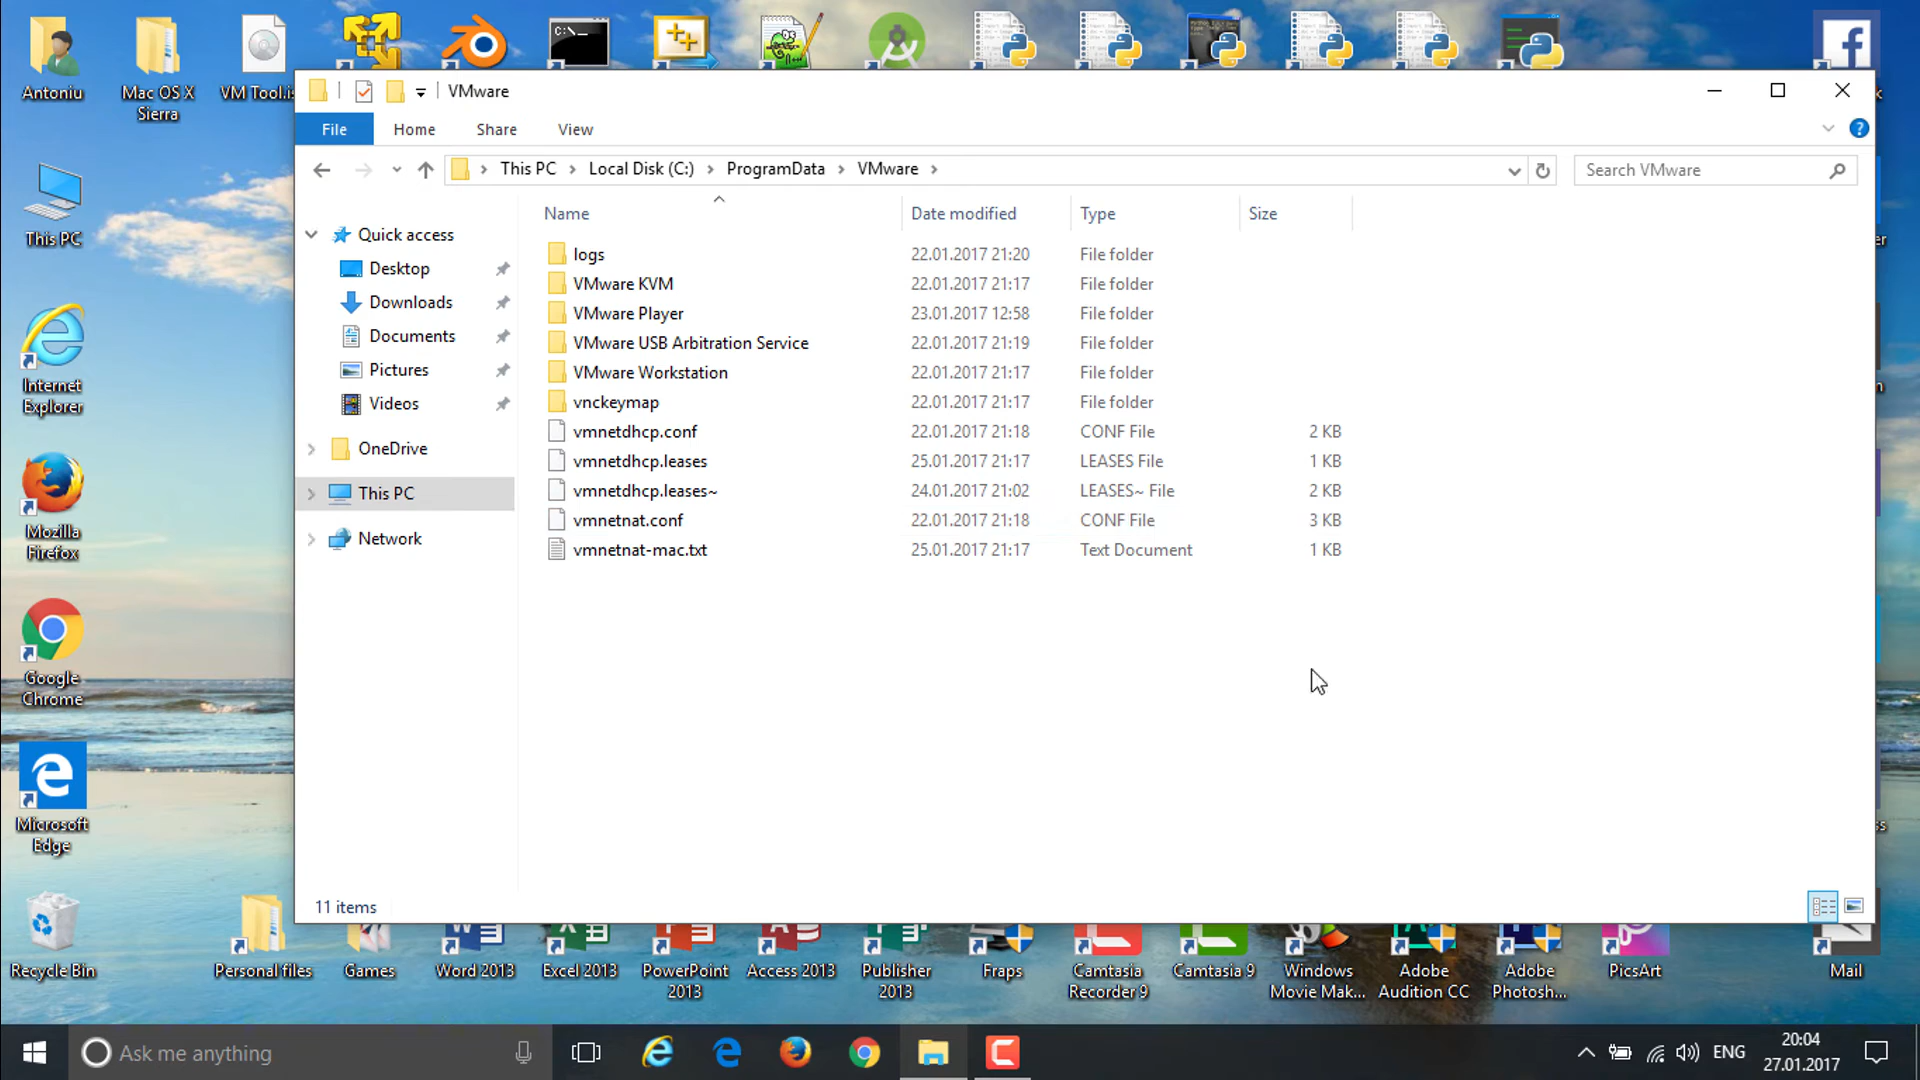 Antoniu
Mac OS X
Sierra
VM Tool.is
C:\>_
VMware
File
Home
Share
View
This PC
Local Disk (C:)
ProgramData
VMware
Search VMware
Name
Date modified
Type
Size
logs
22.01.2017 21:20
File folder
VMware KVM
22.01.2017 21:17
File folder
VMware Player
23.01.2017 12:58
File folder
VMware USB Arbitration Service
22.01.2017 21:19
File folder
VMware Workstation
22.01.2017 21:17
File folder
vnckeymap
22.01.2017 21:17
File folder
vmnetdhcp.conf
22.01.2017 21:18
CONF File
2 KB
vmnetdhcp.leases
25.01.2017 21:17
LEASES File
1 KB
vmnetdhcp.leases~
24.01.2017 21:02
LEASES~ File
2 KB
vmnetnat.conf
22.01.2017 21:18
CONF File
3 KB
vmnetnat-mac.txt
25.01.2017 21:17
Text Document
1 KB
Quick access
Desktop
Downloads
Documents
Pictures
Videos
OneDrive
This PC
Network
11 items
This PC
Internet
Explorer
Mozilla
Firefox
Google
Chrome
Microsoft
Edge
Recycle Bin
Personal files
Games
Word 2013
Excel 2013
PowerPoint
2013
Access 2013
Publisher
2013
Fraps
Camtasia
Recorder 9
Camtasia 9
Windows
Movie Mak...
Adobe
Audition CC
Adobe
Photosh...
PicsArt
Mail
Ask me anything
ENG
20:04
27.01.2017